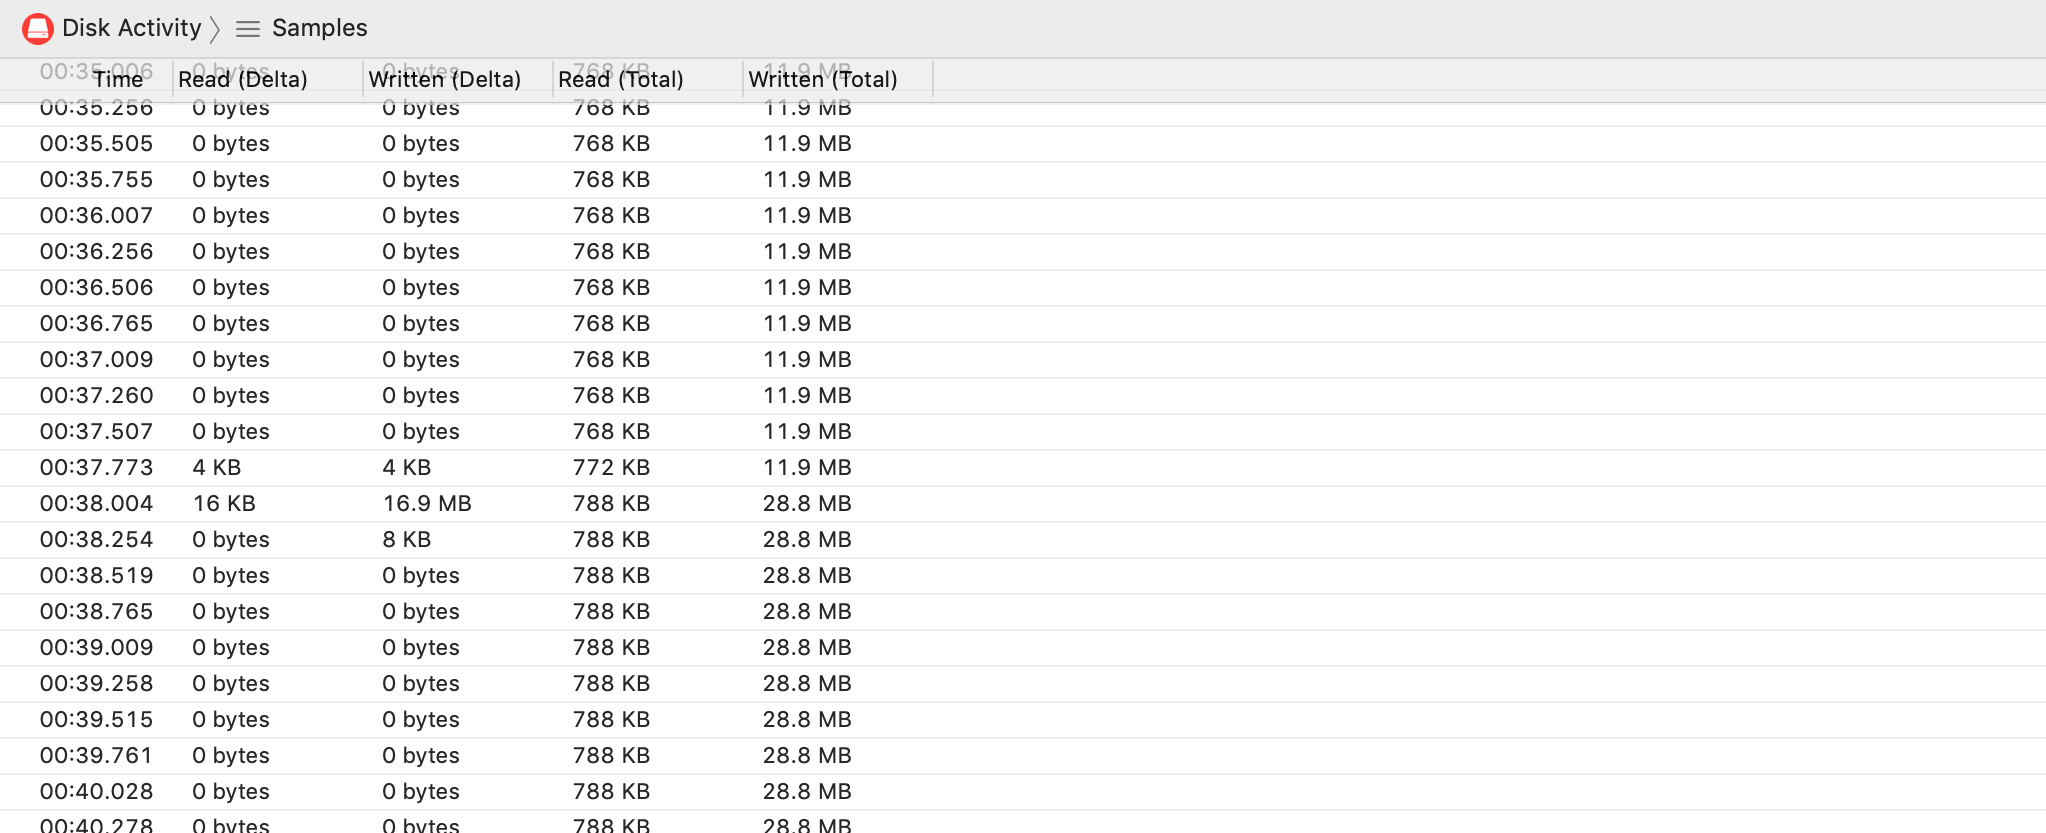 Disk Activity Samples
00:35.006 0 bytes 0 bytes 768 KB 11.9 MB
Time Read (Delta) Written (Delta) Read (Total) Written (Total)
00:35.256 0 bytes 0 bytes 768 KB 11.9 MB
00:35.505 0 bytes 0 bytes 768 KB 11.9 MB
00:35.755 0 bytes 0 bytes 768 KB 11.9 MB
00:36.007 0 bytes 0 bytes 768 KB 11.9 MB
00:36.256 0 bytes 0 bytes 768 KB 11.9 MB
00:36.506 0 bytes 0 bytes 768 KB 11.9 MB
00:36.765 0 bytes 0 bytes 768 KB 11.9 MB
00:37.009 0 bytes 0 bytes 768 KB 11.9 MB
00:37.260 0 bytes 0 bytes 768 KB 11.9 MB
00:37.507 0 bytes 0 bytes 768 KB 11.9 MB
00:37.773 4 KB 4 KB 772 KB 11.9 MB
00:38.004 16 KB 16.9 MB 788 KB 28.8 MB
00:38.254 0 bytes 8 KB 788 KB 28.8 MB
00:38.519 0 bytes 0 bytes 788 KB 28.8 MB
00:38.765 0 bytes 0 bytes 788 KB 28.8 MB
00:39.009 0 bytes 0 bytes 788 KB 28.8 MB
00:39.258 0 bytes 0 bytes 788 KB 28.8 MB
00:39.515 0 bytes 0 bytes 788 KB 28.8 MB
00:39.761 0 bytes 0 bytes 788 KB 28.8 MB
00:40.028 0 bytes 0 bytes 788 KB 28.8 MB
00:40.278 0 bytes 0 bytes 788 KB 28.8 MB